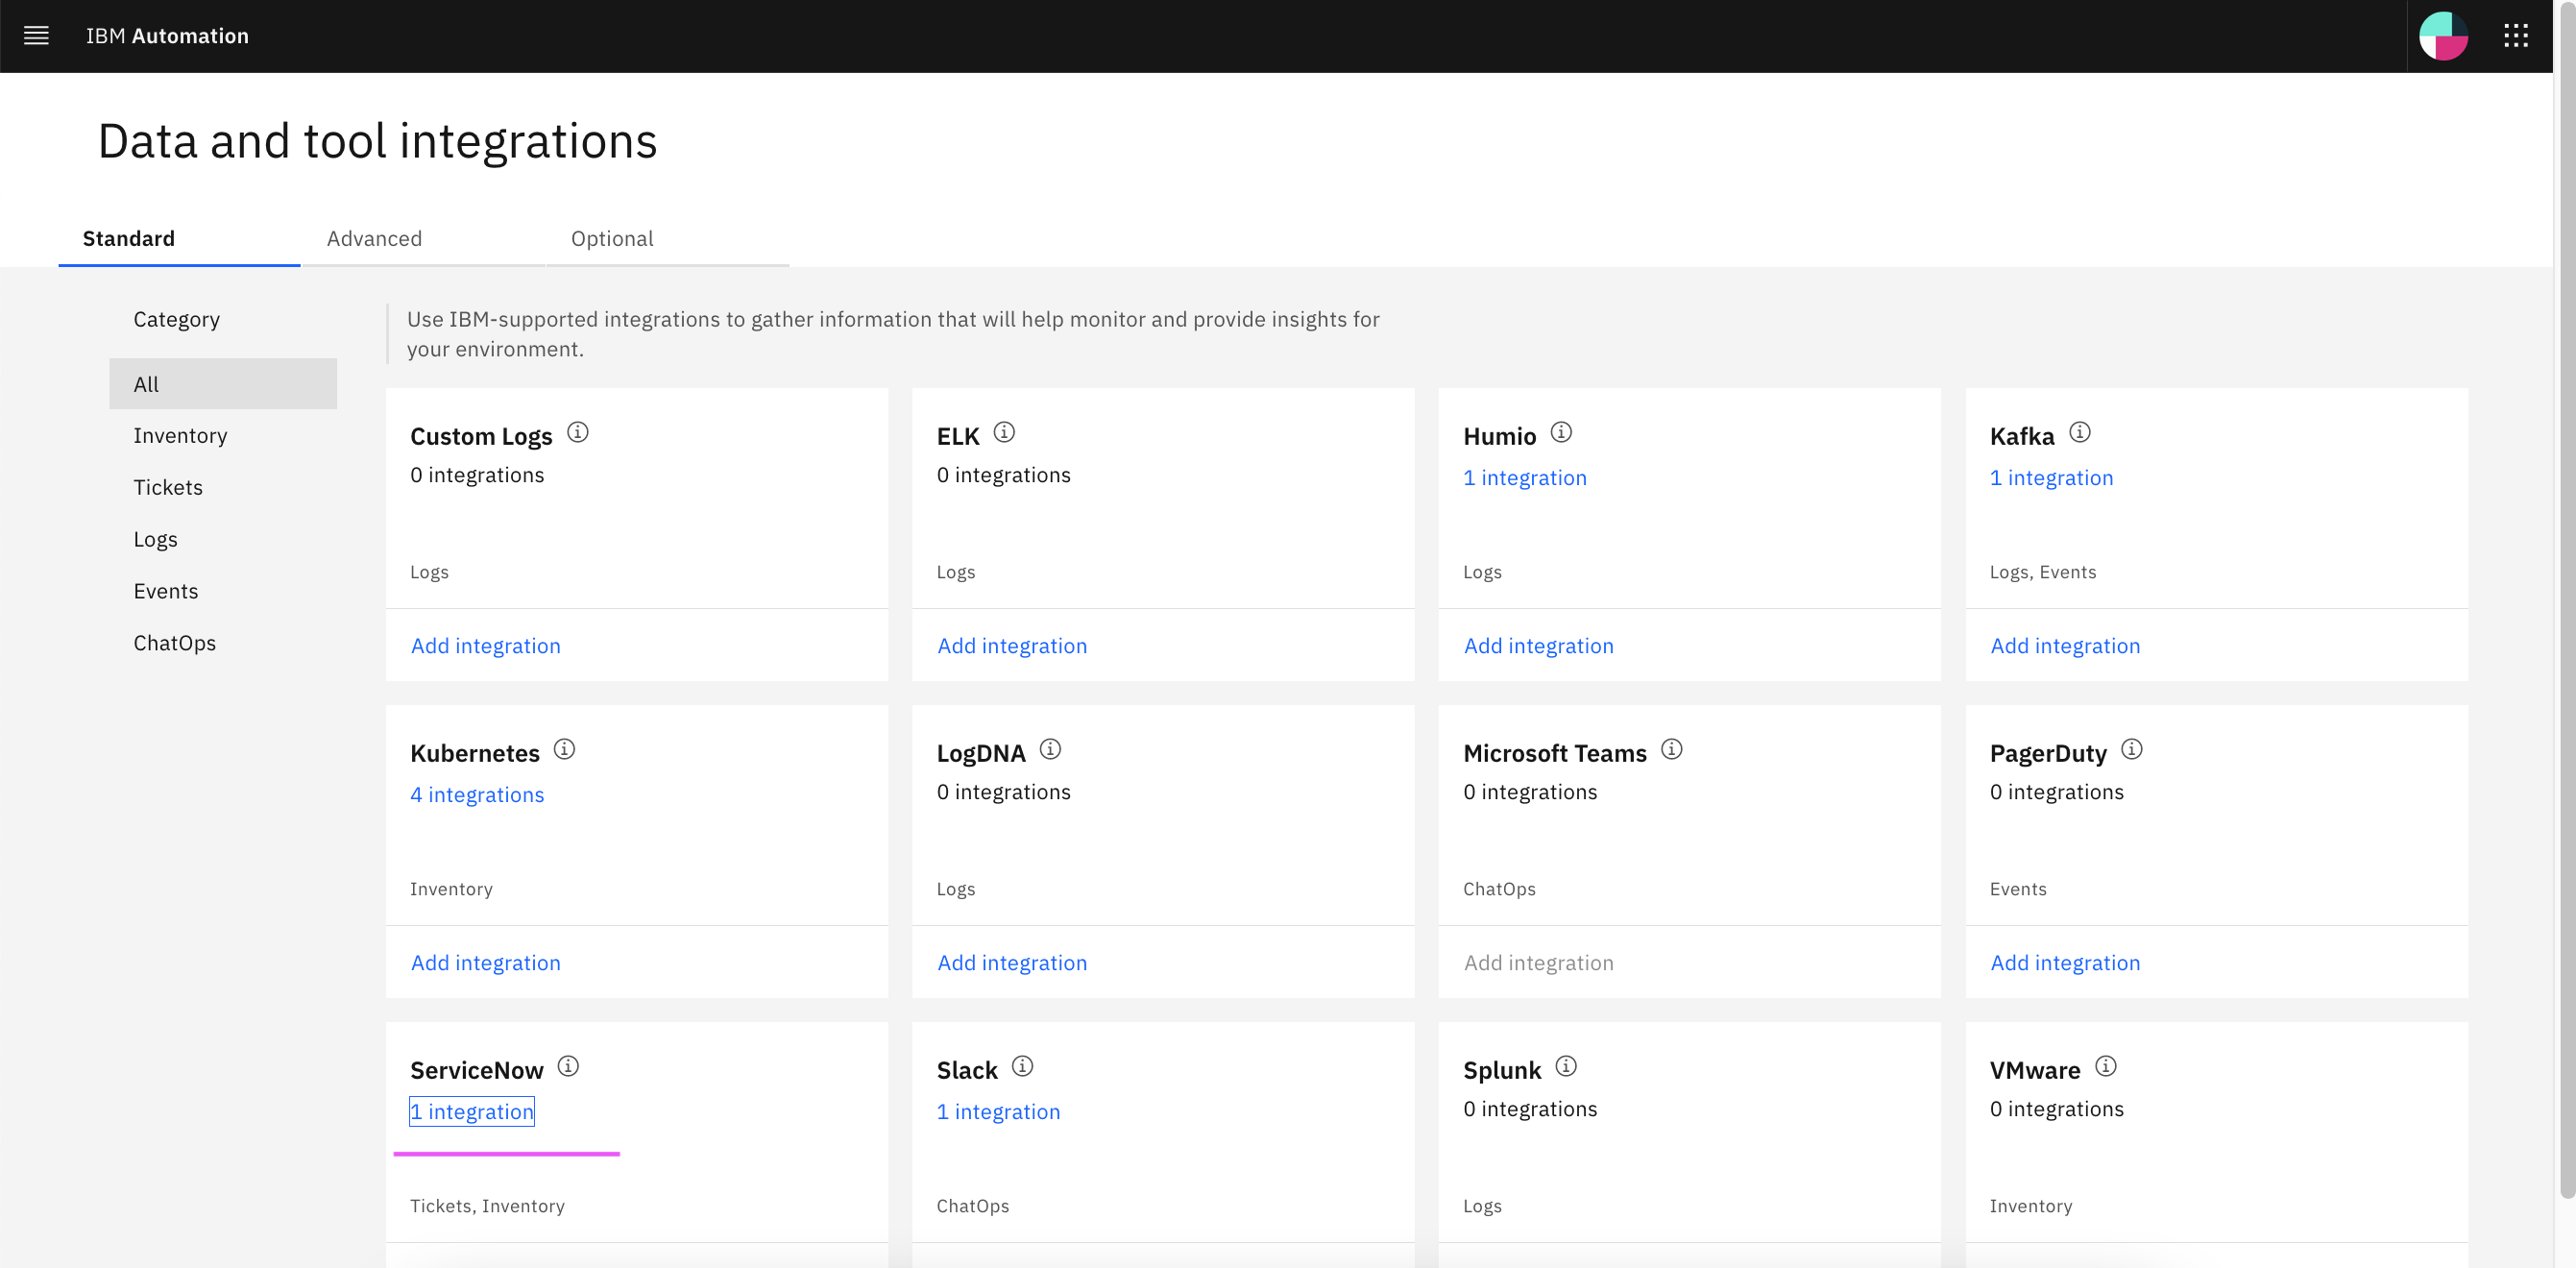 IBM Automation
Data and tool integrations
Standard
Advanced
Optional
Category
All
Inventory
Tickets
Logs
Events
ChatOps
Use IBM-supported integrations to gather information that will help monitor and provide insights for
your environment.
Custom Logs
0 integrations
Logs
Add integration
ELK
0 integrations
Logs
Add integration
Humio
1 integration
Logs
Add integration
Kafka
1 integration
Logs, Events
Add integration
Kubernetes
4 integrations
Inventory
Add integration
LogDNA
0 integrations
Logs
Add integration
Microsoft Teams
0 integrations
ChatOps
Add integration
PagerDuty
0 integrations
Events
Add integration
ServiceNow
1 integration
Tickets, Inventory
Slack
1 integration
ChatOps
Splunk
0 integrations
Logs
VMware
0 integrations
Inventory